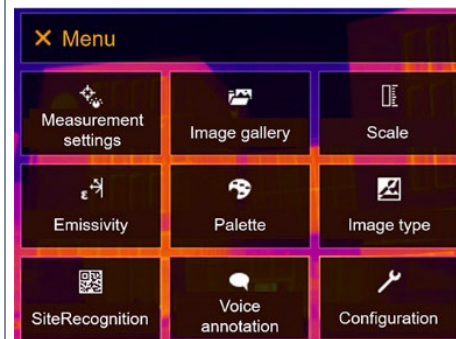 × Menu
Measurement
settings
Image gallery
Scale
ε
Emissivity
Palette
Image type
SiteRecognition
Voice
annotation
Configuration